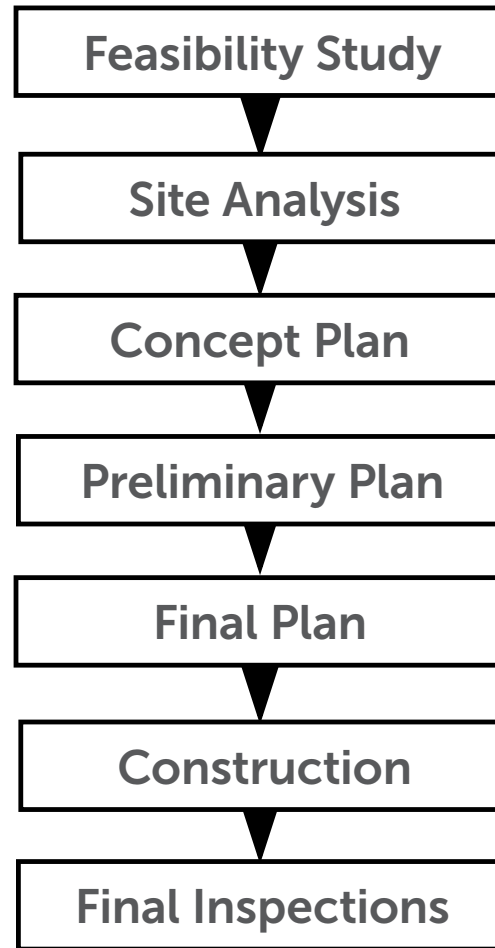 Feasibility Study
Site Analysis
Concept Plan
Preliminary Plan
Final Plan
Construction
Final Inspections